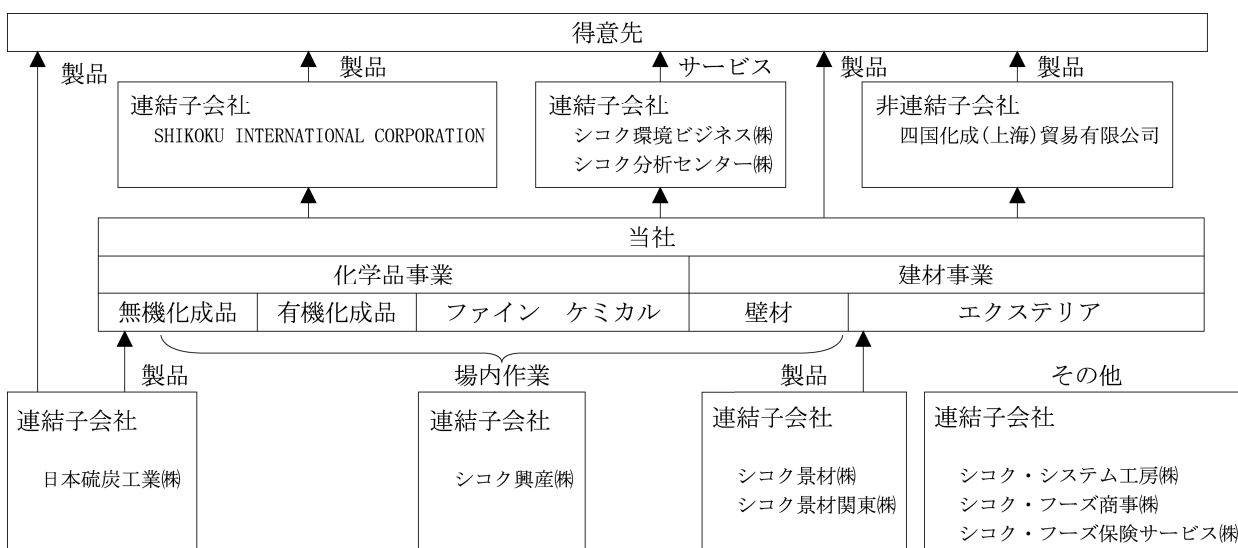 得意先
製品
製品
サービス
製品
製品
連結子会社
SHIKOKU INTERNATIONAL CORPORATION
連結子会社
シコク環境ビジネス㈱
シコク分析センター㈱
非連結子会社
四国化成(上海)貿易有限公司
当社
化学品事業
建材事業
無機化成品
有機化成品
ファイン ケミカル
壁材
エクステリア
製品
場内作業
製品
その他
連結子会社
日本硫炭工業㈱
連結子会社
シコク興産㈱
連結子会社
シコク景材㈱
シコク景材関東㈱
連結子会社
シコク・システム工房㈱
シコク・フーズ商事㈱
シコク・フーズ保険サービス㈱